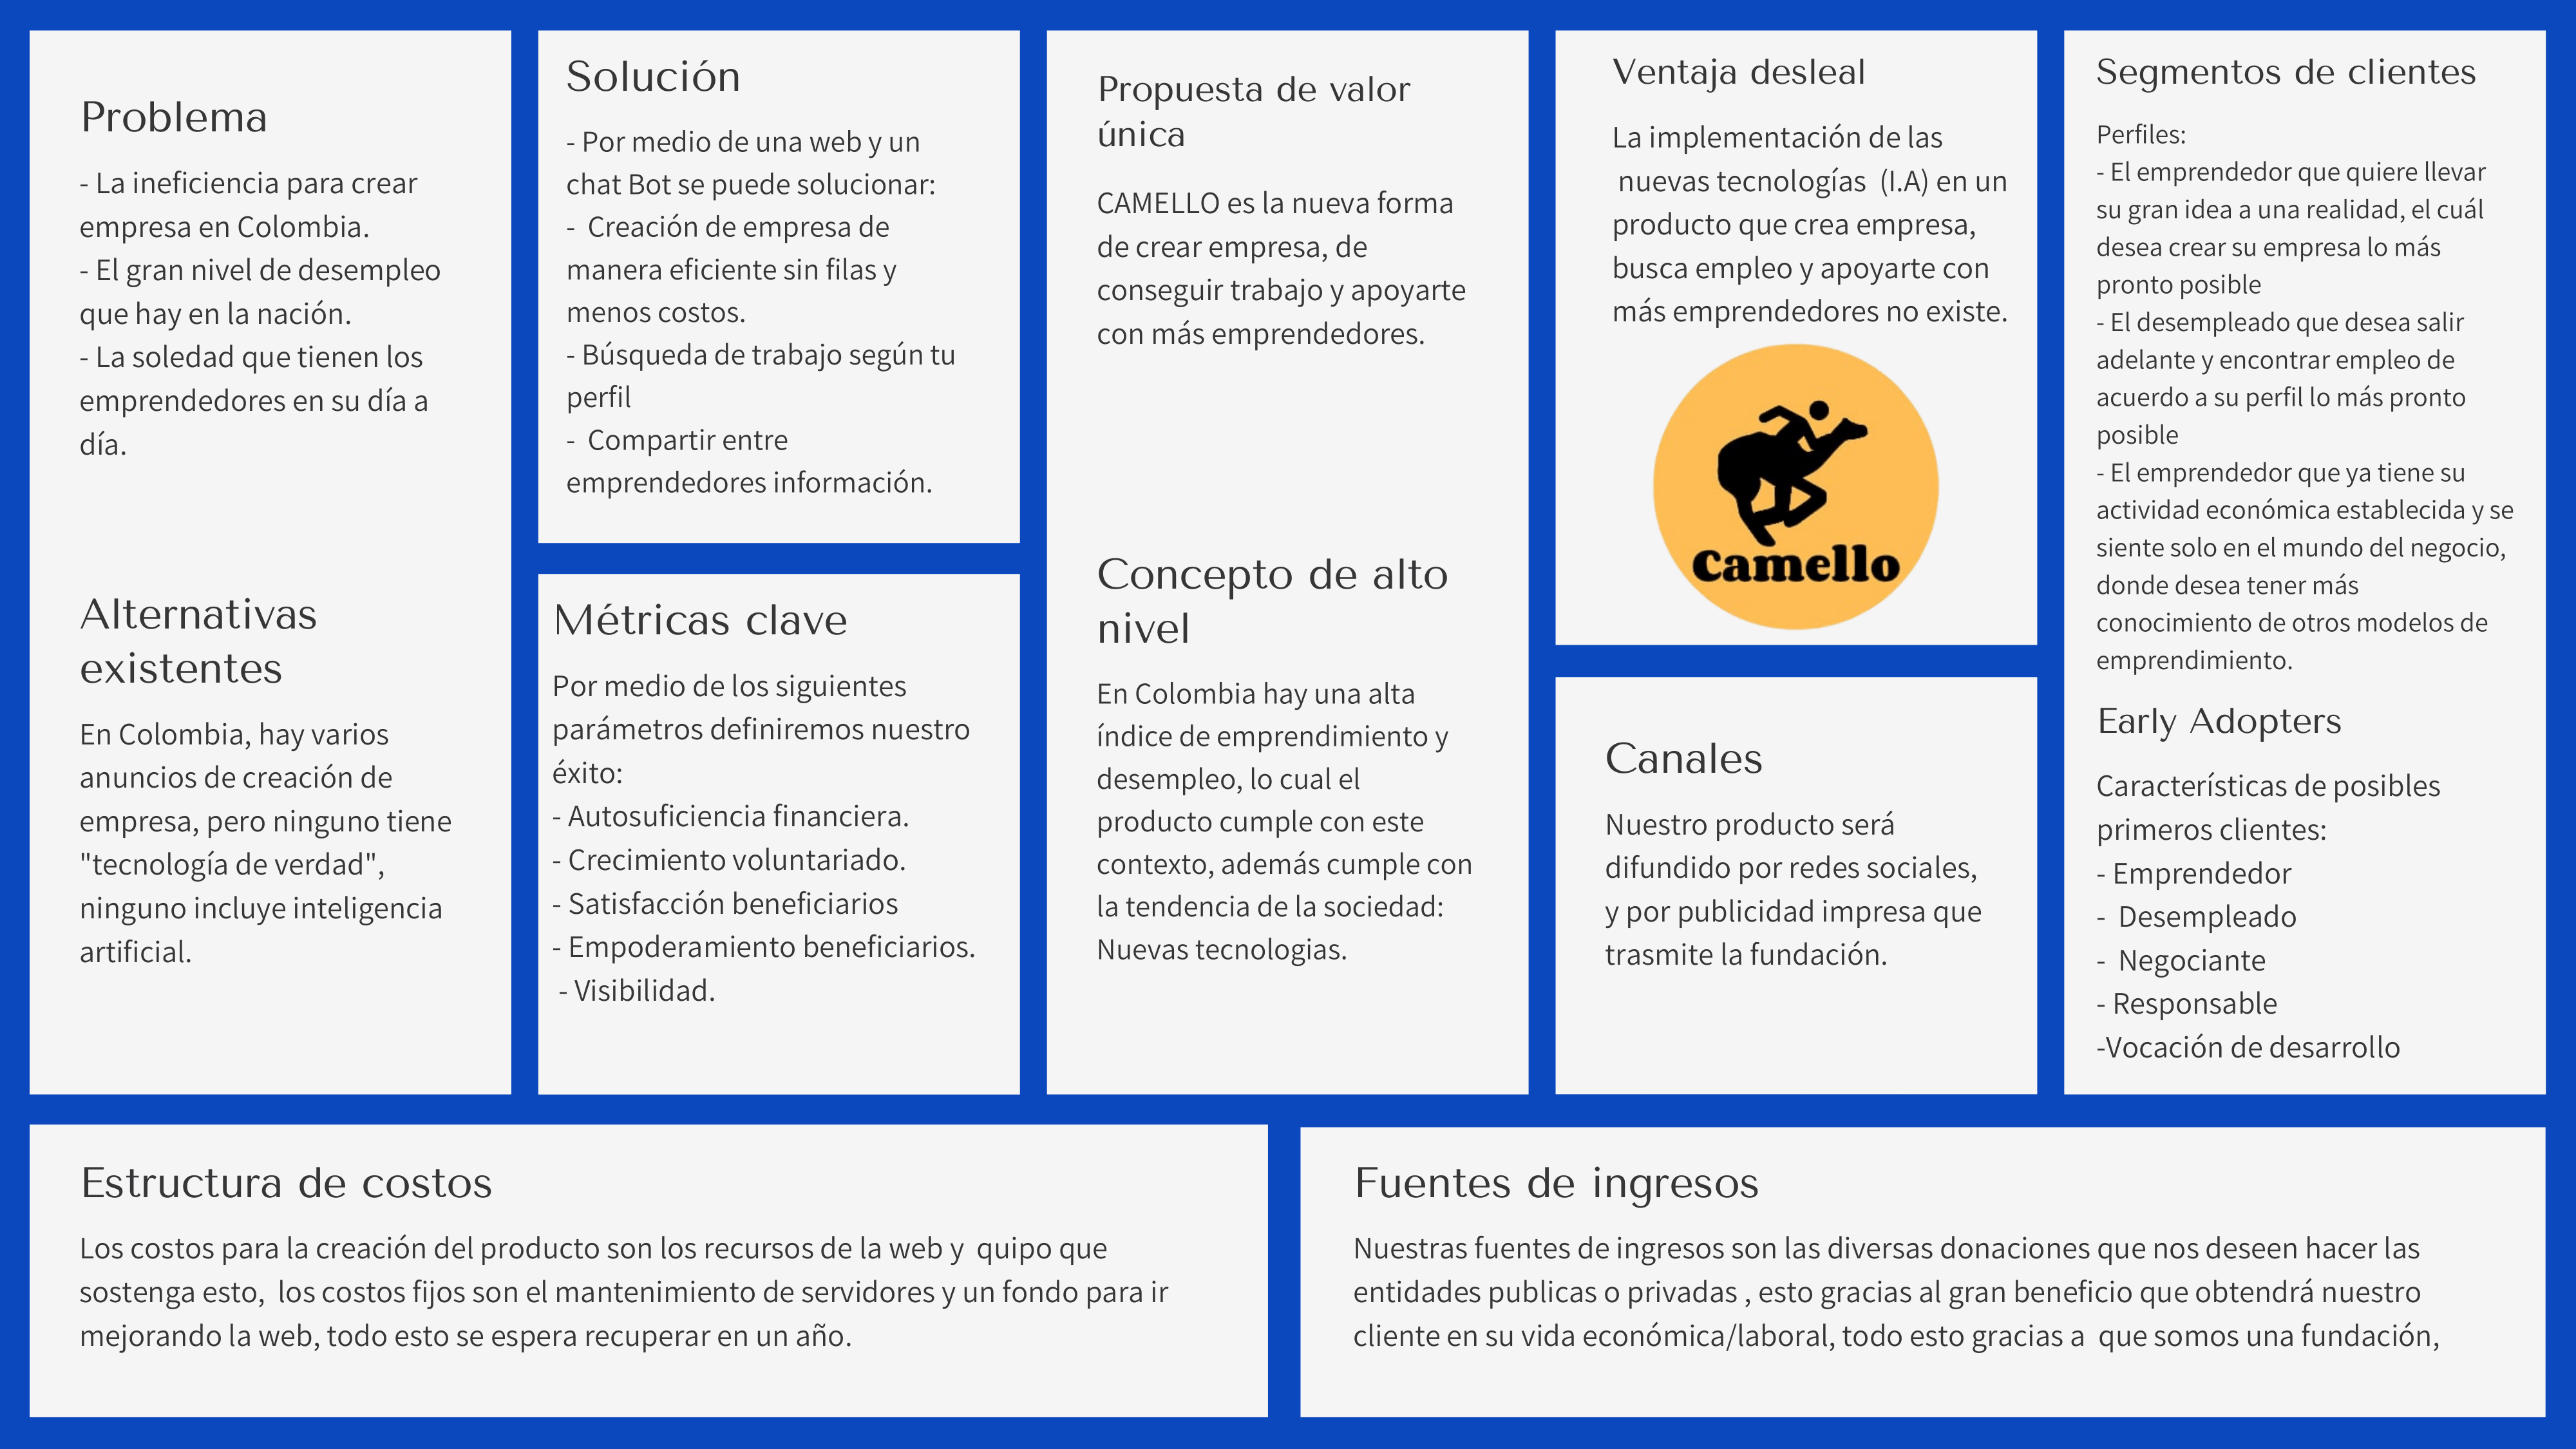 Problema
- La ineficiencia para crear
empresa en Colombia.
- El gran nivel de desempleo
que hay en la nación.
- La soledad que tienen los
emprendedores en su día a
día.
Alternativas
existentes
En Colombia, hay varios
anuncios de creación de
empresa, pero ninguno tiene
"tecnología de verdad",
ninguno incluye inteligencia
artificial.
Solución
- Por medio de una web y un
chat Bot se puede solucionar:
- Creación de empresa de
manera eficiente sin filas y
menos costos.
- Búsqueda de trabajo según tu
perfil
- Compartir entre
emprendedores información.
Métricas clave
Por medio de los siguientes
parámetros definiremos nuestro
éxito:
- Autosuficiencia financiera.
- Crecimiento voluntariado.
- Satisfacción beneficiarios
- Empoderamiento beneficiarios.
- Visibilidad.
Propuesta de valor
única
CAMELLO es la nueva forma
de crear empresa, de
conseguir trabajo y apoyarte
con más emprendedores.
Concepto de alto
nivel
En Colombia hay una alta
índice de emprendimiento y
desempleo, lo cual el
producto cumple con este
contexto, además cumple con
la tendencia de la sociedad:
Nuevas tecnologias.
Ventaja desleal
La implementación de las
nuevas tecnologías (I.A) en un
producto que crea empresa,
busca empleo y apoyarte con
más emprendedores no existe.
camello
Canales
Nuestro producto será
difundido por redes sociales,
y por publicidad impresa que
trasmite la fundación.
Segmentos de clientes
Perfiles:
- El emprendedor que quiere llevar
su gran idea a una realidad, el cuál
desea crear su empresa lo más
pronto posible
- El desempleado que desea salir
adelante y encontrar empleo de
acuerdo a su perfil lo más pronto
posible
- El emprendedor que ya tiene su
actividad económica establecida y se
siente solo en el mundo del negocio,
donde desea tener más
conocimiento de otros modelos de
emprendimiento.
Early Adopters
Características de posibles
primeros clientes:
- Emprendedor
- Desempleado
- Negociante
- Responsable
-Vocación de desarrollo
Estructura de costos
Los costos para la creación del producto son los recursos de la web y quipo que
sostenga esto, los costos fijos son el mantenimiento de servidores y un fondo para ir
mejorando la web, todo esto se espera recuperar en un año.
Fuentes de ingresos
Nuestras fuentes de ingresos son las diversas donaciones que nos deseen hacer las
entidades publicas o privadas , esto gracias al gran beneficio que obtendrá nuestro
cliente en su vida económica/laboral, todo esto gracias a que somos una fundación,